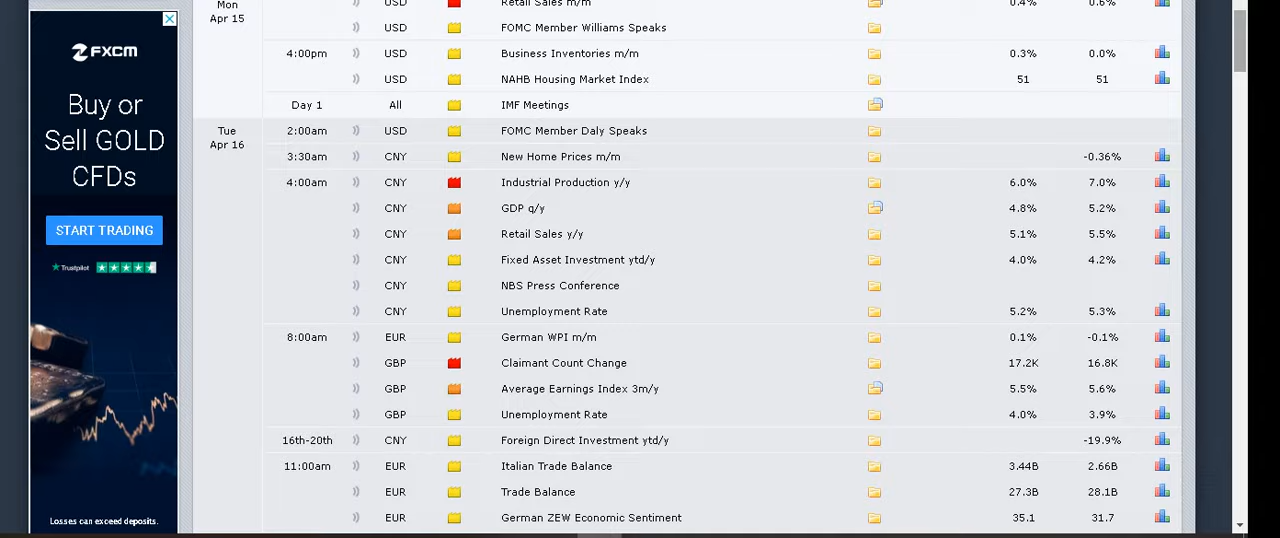 Mon USD Retail Sales m/m 0.4% 0.6%
Apr 15
USD FOMC Member Williams Speaks
4:00pm USD Business Inventories m/m 0.3% 0.0%
USD NAHB Housing Market Index 51 51
Day 1 All IMF Meetings
Tue 2:00am USD FOMC Member Daly Speaks
Apr 16
3:30am CNY New Home Prices m/m -0.36%
4:00am CNY Industrial Production y/y 6.0% 7.0%
CNY GDP q/y 4.8% 5.2%
CNY Retail Sales y/y 5.1% 5.5%
CNY Fixed Asset Investment ytd/y 4.0% 4.2%
CNY NBS Press Conference
CNY Unemployment Rate 5.2% 5.3%
8:00am EUR German WPI m/m 0.1% -0.1%
GBP Claimant Count Change 17.2K 16.8K
GBP Average Earnings Index 3m/y 5.5% 5.6%
GBP Unemployment Rate 4.0% 3.9%
16th-20th CNY Foreign Direct Investment ytd/y -19.9%
11:00am EUR Italian Trade Balance 3.44B 2.66B
EUR Trade Balance 27.3B 28.1B
EUR German ZEW Economic Sentiment 35.1 31.7
FXCM
Buy or
Sell GOLD
CFDs
START TRADING
Trustpilot
Losses can exceed deposits.